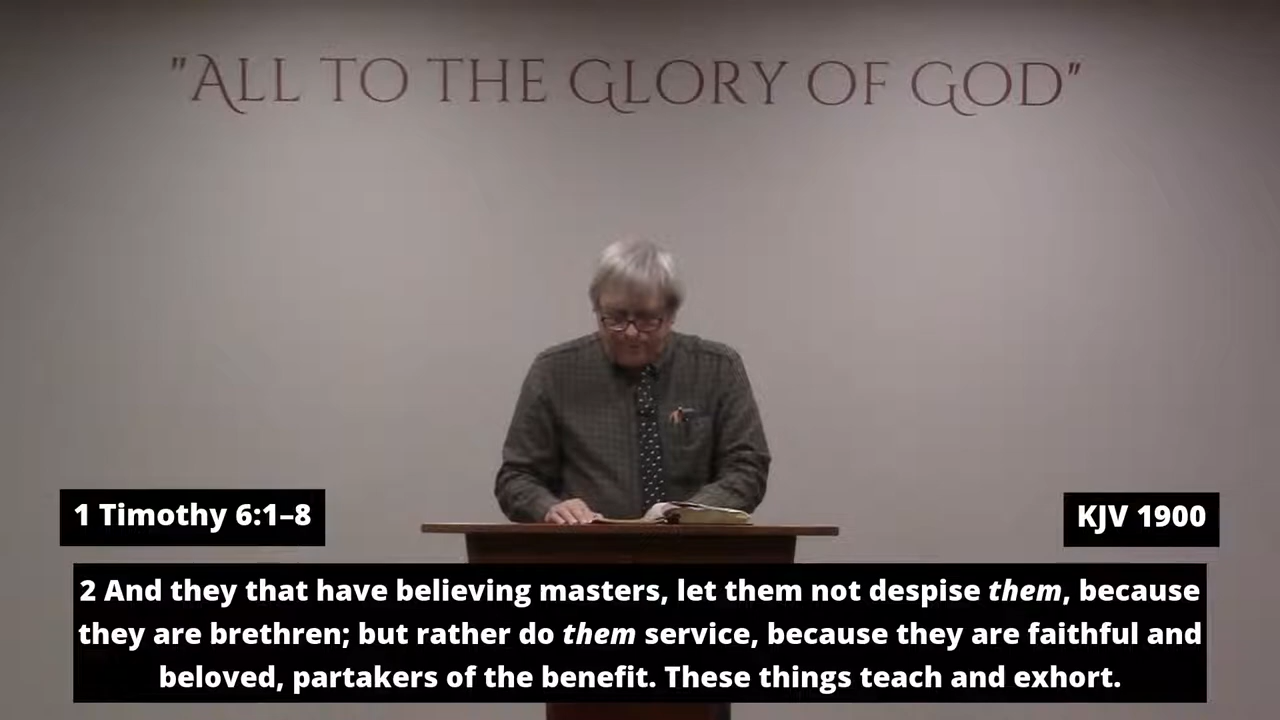 "ALL TO THE GLORY OF GOD"
1 Timothy 6:1–8
KJV 1900
2 And they that have believing masters, let them not despise them, because
they are brethren; but rather do them service, because they are faithful and
beloved, partakers of the benefit. These things teach and exhort.